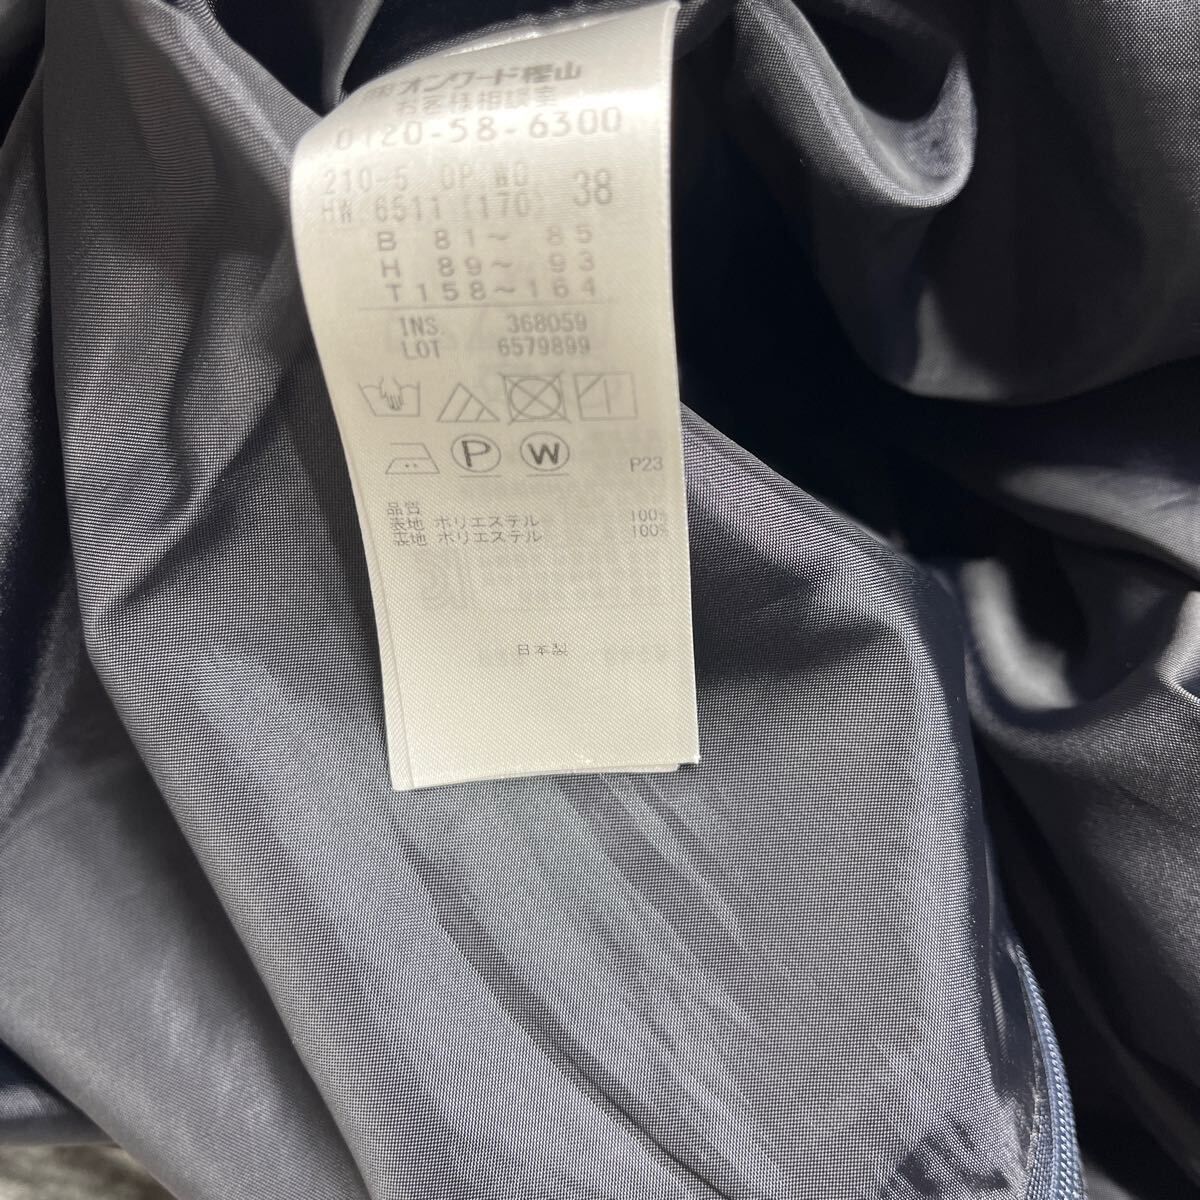 ㈱オンワード樫山
お客様相談室
0120-58-6300
210-5 OP WD
HW 6511 [170] 38
B 81~ 85
H 89~ 93
T158~164
INS. 368059
LOT 6579899
P W
P23
品質
表地 ポリエステル 100%
裏地 ポリエステル 100%
日本製